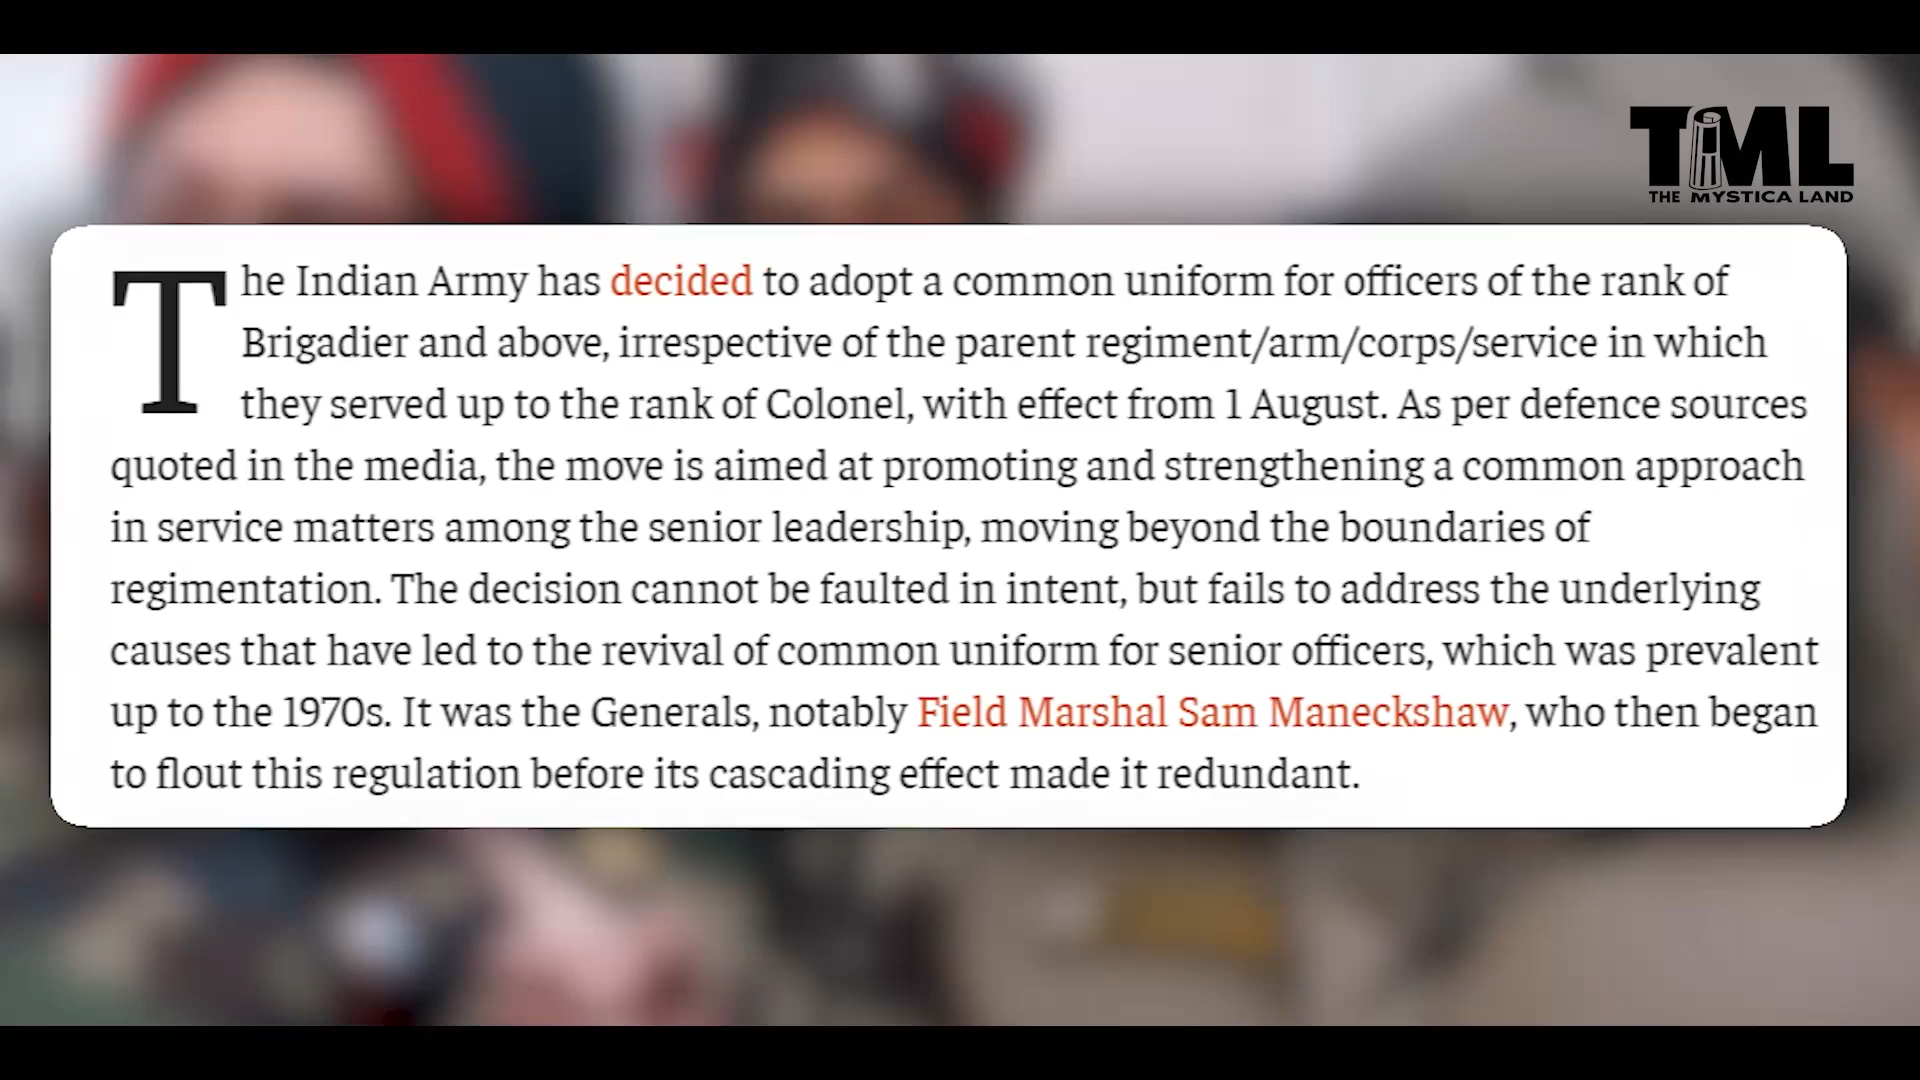 TML
THE MYSTICA LAND
The Indian Army has decided to adopt a common uniform for officers of the rank of
Brigadier and above, irrespective of the parent regiment/arm/corps/service in which
they served up to the rank of Colonel, with effect from 1 August. As per defence sources
quoted in the media, the move is aimed at promoting and strengthening a common approach
in service matters among the senior leadership, moving beyond the boundaries of
regimentation. The decision cannot be faulted in intent, but fails to address the underlying
causes that have led to the revival of common uniform for senior officers, which was prevalent
up to the 1970s. It was the Generals, notably Field Marshal Sam Maneckshaw, who then began
to flout this regulation before its cascading effect made it redundant.